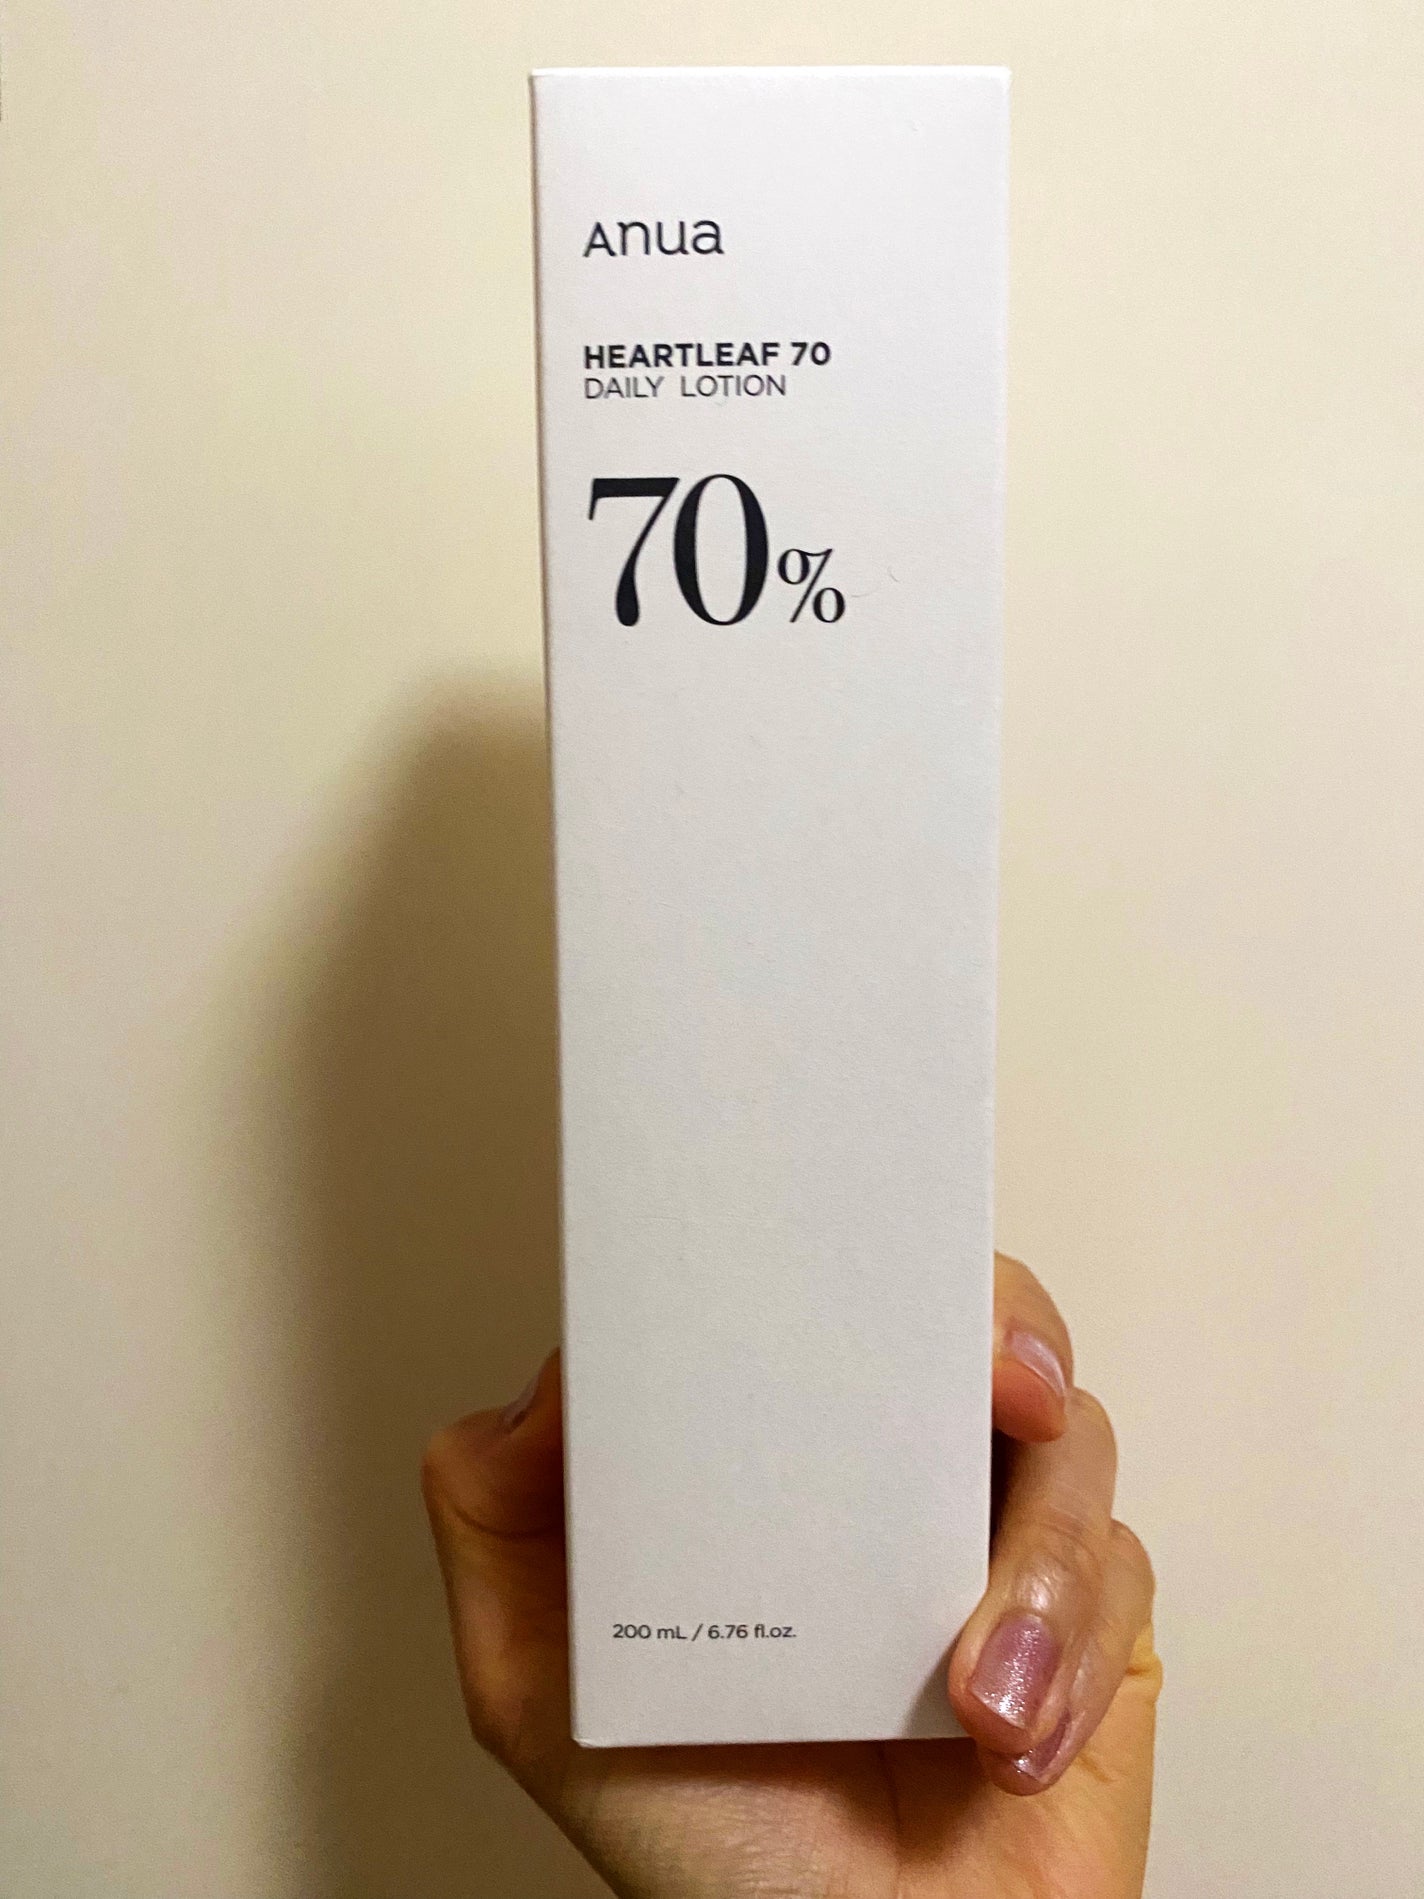 Anua
HEARTLEAF 70
DAILY LOTION
70%
200 mL / 6.76 fl.oz.